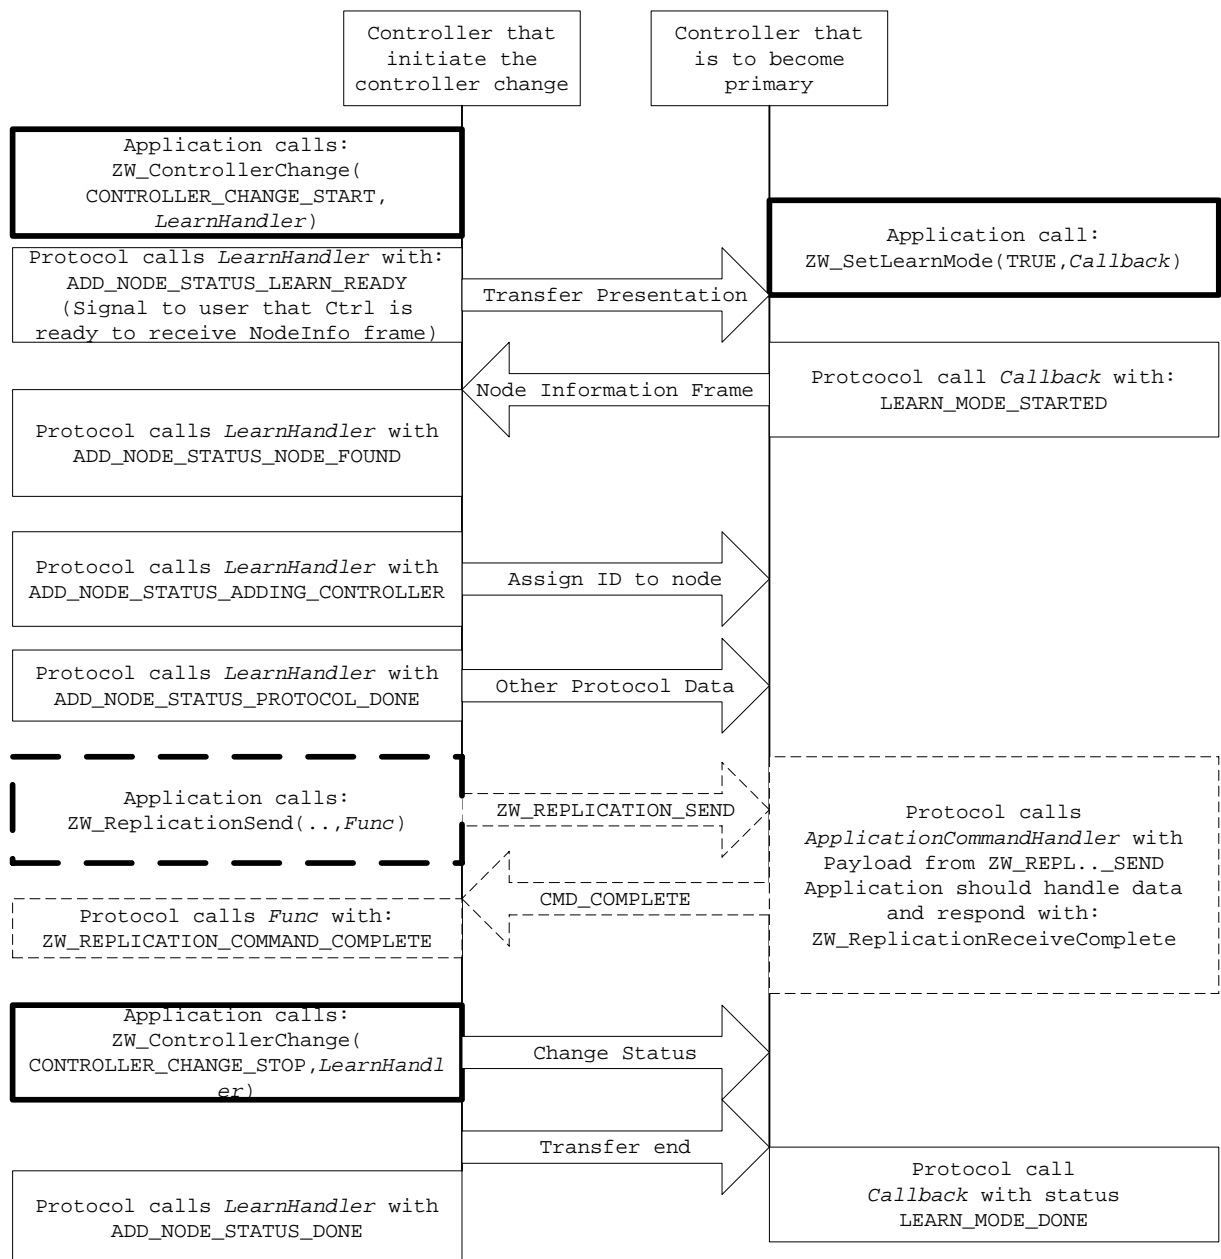 Controller that
initiate the
controller change
Controller that
is to become
primary
Application calls:
ZW_ControllerChange(
CONTROLLER_CHANGE_START,
LearnHandler)
Application call:
ZW_SetLearnMode(TRUE,Callback)
Protocol calls LearnHandler with:
ADD_NODE_STATUS_LEARN_READY
(Signal to user that Ctrl is
ready to receive NodeInfo frame)
Transfer Presentation
Node Information Frame
Protcocol call Callback with:
LEARN_MODE_STARTED
Protocol calls LearnHandler with
ADD_NODE_STATUS_NODE_FOUND
Protocol calls LearnHandler with
ADD_NODE_STATUS_ADDING_CONTROLLER
Assign ID to node
Protocol calls LearnHandler with
ADD_NODE_STATUS_PROTOCOL_DONE
Other Protocol Data
Application calls:
ZW_ReplicationSend(..,Func)
ZW_REPLICATION_SEND
Protocol calls
ApplicationCommandHandler with
Payload from ZW_REPL.._SEND
Application should handle data
and respond with:
ZW_ReplicationReceiveComplete
CMD_COMPLETE
Protocol calls Func with:
ZW_REPLICATION_COMMAND_COMPLETE
Application calls:
ZW_ControllerChange(
CONTROLLER_CHANGE_STOP,LearnHandl
er)
Change Status
Transfer end
Protocol calls LearnHandler with
ADD_NODE_STATUS_DONE
Protocol call
Callback with status
LEARN_MODE_DONE